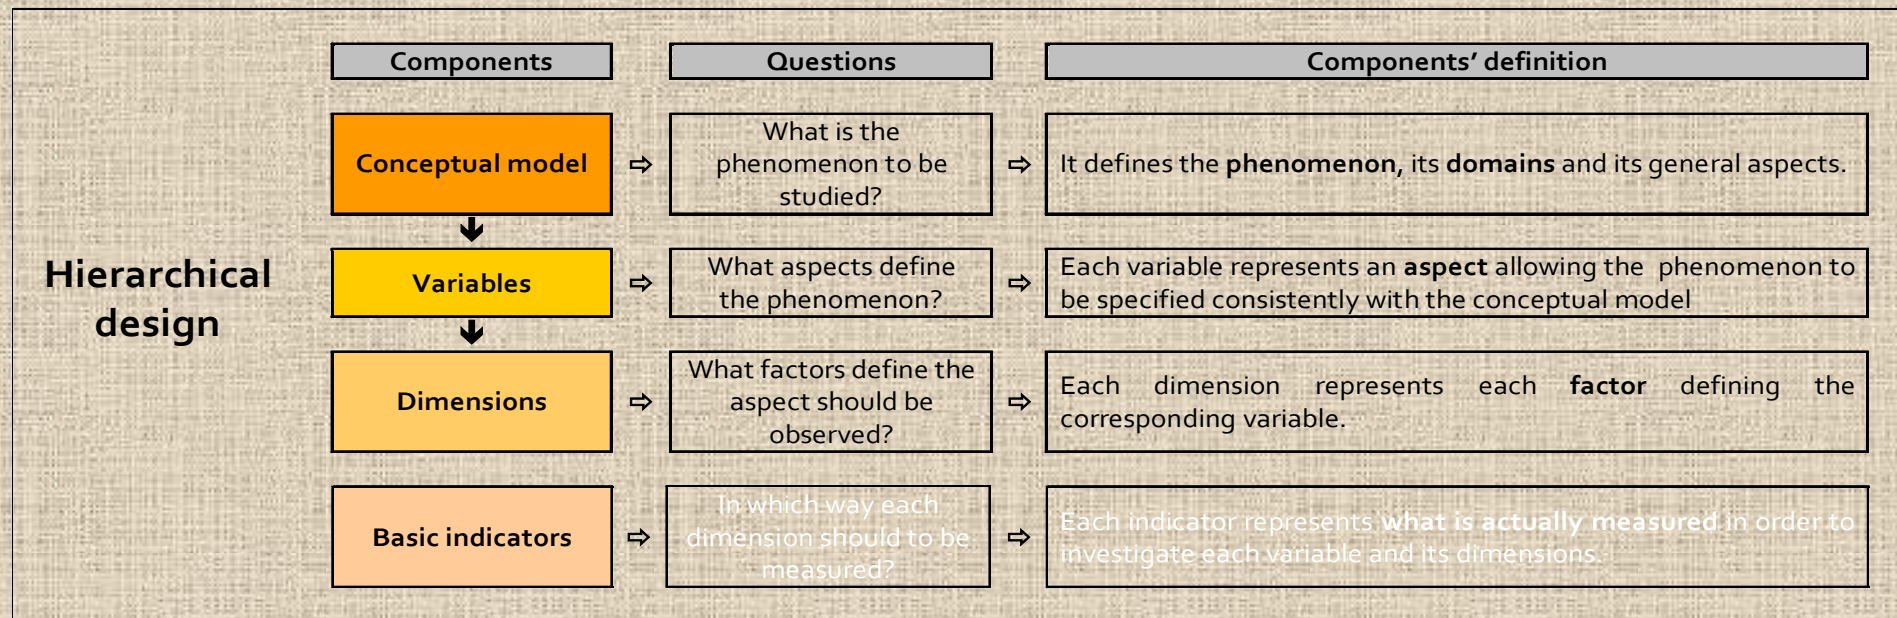 Components
Questions
Components' definition
Hierarchical
design
Conceptual model
What is the
phenomenon to be
studied?
It defines the phenomenon, its domains and its general aspects.
Variables
What aspects define
the phenomenon?
Each variable represents an aspect allowing the phenomenon to
be specified consistently with the conceptual model
Dimensions
What factors define the
aspect should be
observed?
Each dimension represents each factor defining the
corresponding variable.
Basic indicators
In which way each
dimension should to be
measured?
Each indicator represents what is actually measured in order to
investigate each variable and its dimensions.